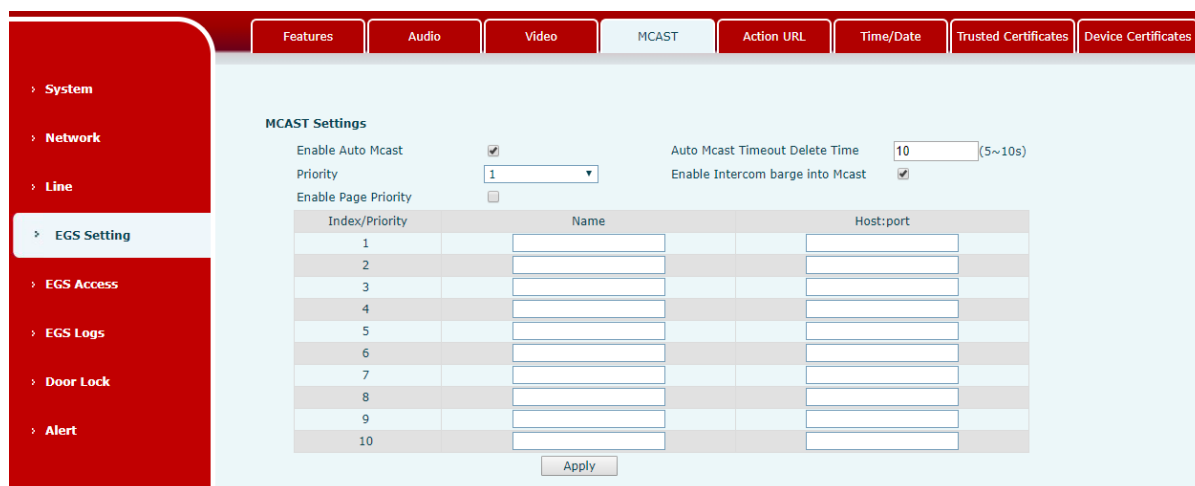 Features Audio Video MCAST Action URL Time/Date Trusted Certificates Device Certificates
› System
› Network
› Line
› EGS Setting
› EGS Access
› EGS Logs
› Door Lock
› Alert
MCAST Settings
Enable Auto Mcast Auto Mcast Timeout Delete Time 10 (5~10s)
Priority 1 Enable Intercom barge into Mcast
Enable Page Priority
Index/Priority Name Host:port
1
2
3
4
5
6
7
8
9
10
Apply